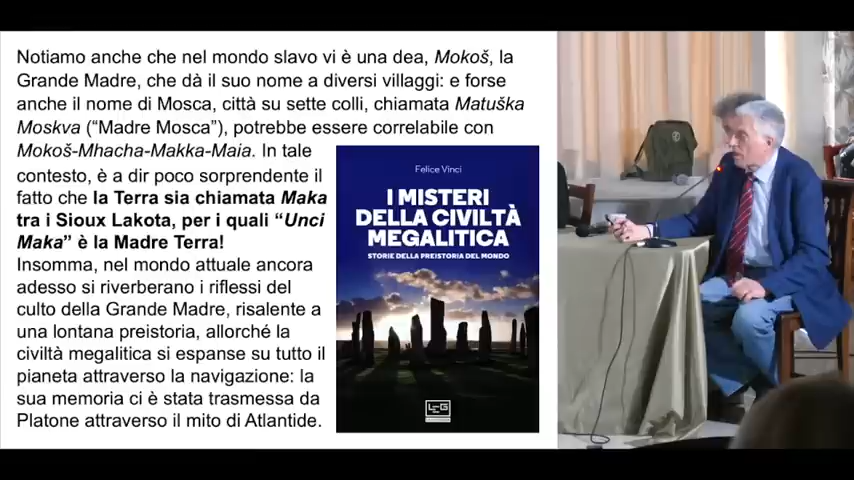 Notiamo anche che nel mondo slavo vi è una dea, Mokoš, la
Grande Madre, che dà il suo nome a diversi villaggi: e forse
anche il nome di Mosca, città su sette colli, chiamata Matuška
Moskva (“Madre Mosca”), potrebbe essere correlabile con
Mokoš-Mhacha-Makka-Maia. In tale
contesto, è a dir poco sorprendente il
fatto che la Terra sia chiamata Maka
tra i Sioux Lakota, per i quali “Unci
Maka” è la Madre Terra!
Insomma, nel mondo attuale ancora
adesso si riverberano i riflessi del
culto della Grande Madre, risalente a
una lontana preistoria, allorché la
civiltà megalitica si espanse su tutto il
pianeta attraverso la navigazione: la
sua memoria ci è stata trasmessa da
Platone attraverso il mito di Atlantide.
Felice Vinci
I MISTERI
DELLA CIVILTÀ
MEGALITICA
STORIE DELLA PREISTORIA DEL MONDO
LEG